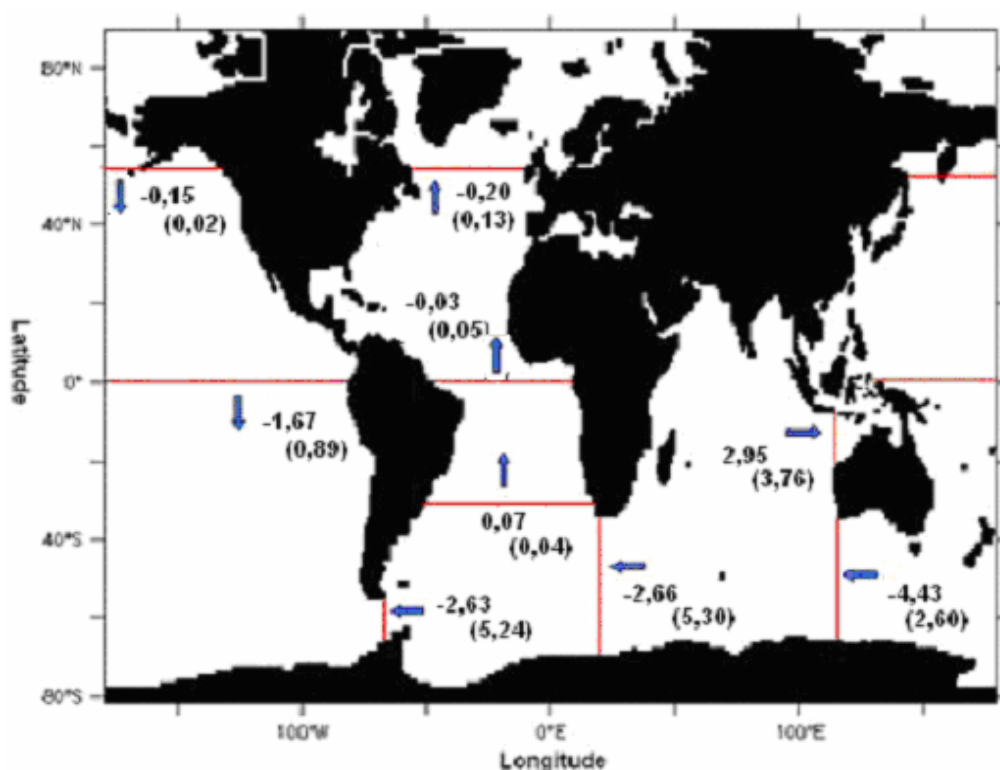 80°N
-0,15
(0,02)
-0,20
(0,13)
40°N
-0,03
(0,05)
Latitude
0°
-1,67
(0,89)
2,95
(3,76)
0,07
(0,04)
40°S
-2,63
(5,24)
-2,66
(5,30)
-4,43
(2,60)
80°S
100°W
0°E
100°E
Longitude